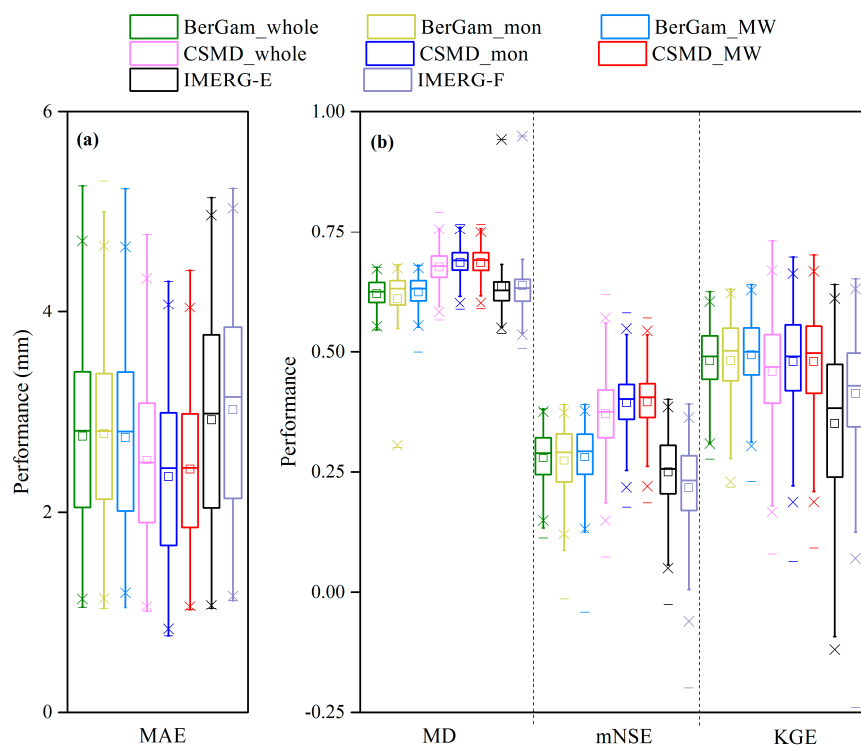 BerGam_whole BerGam_mon BerGam_MW
CSMD_whole CSMD_mon CSMD_MW
IMERG-E IMERG-F
(a)
6
4
2
0
Performance (mm)
MAE
(b)
1.00
0.75
0.50
0.25
0.00
-0.25
Performance
MD mNSE KGE